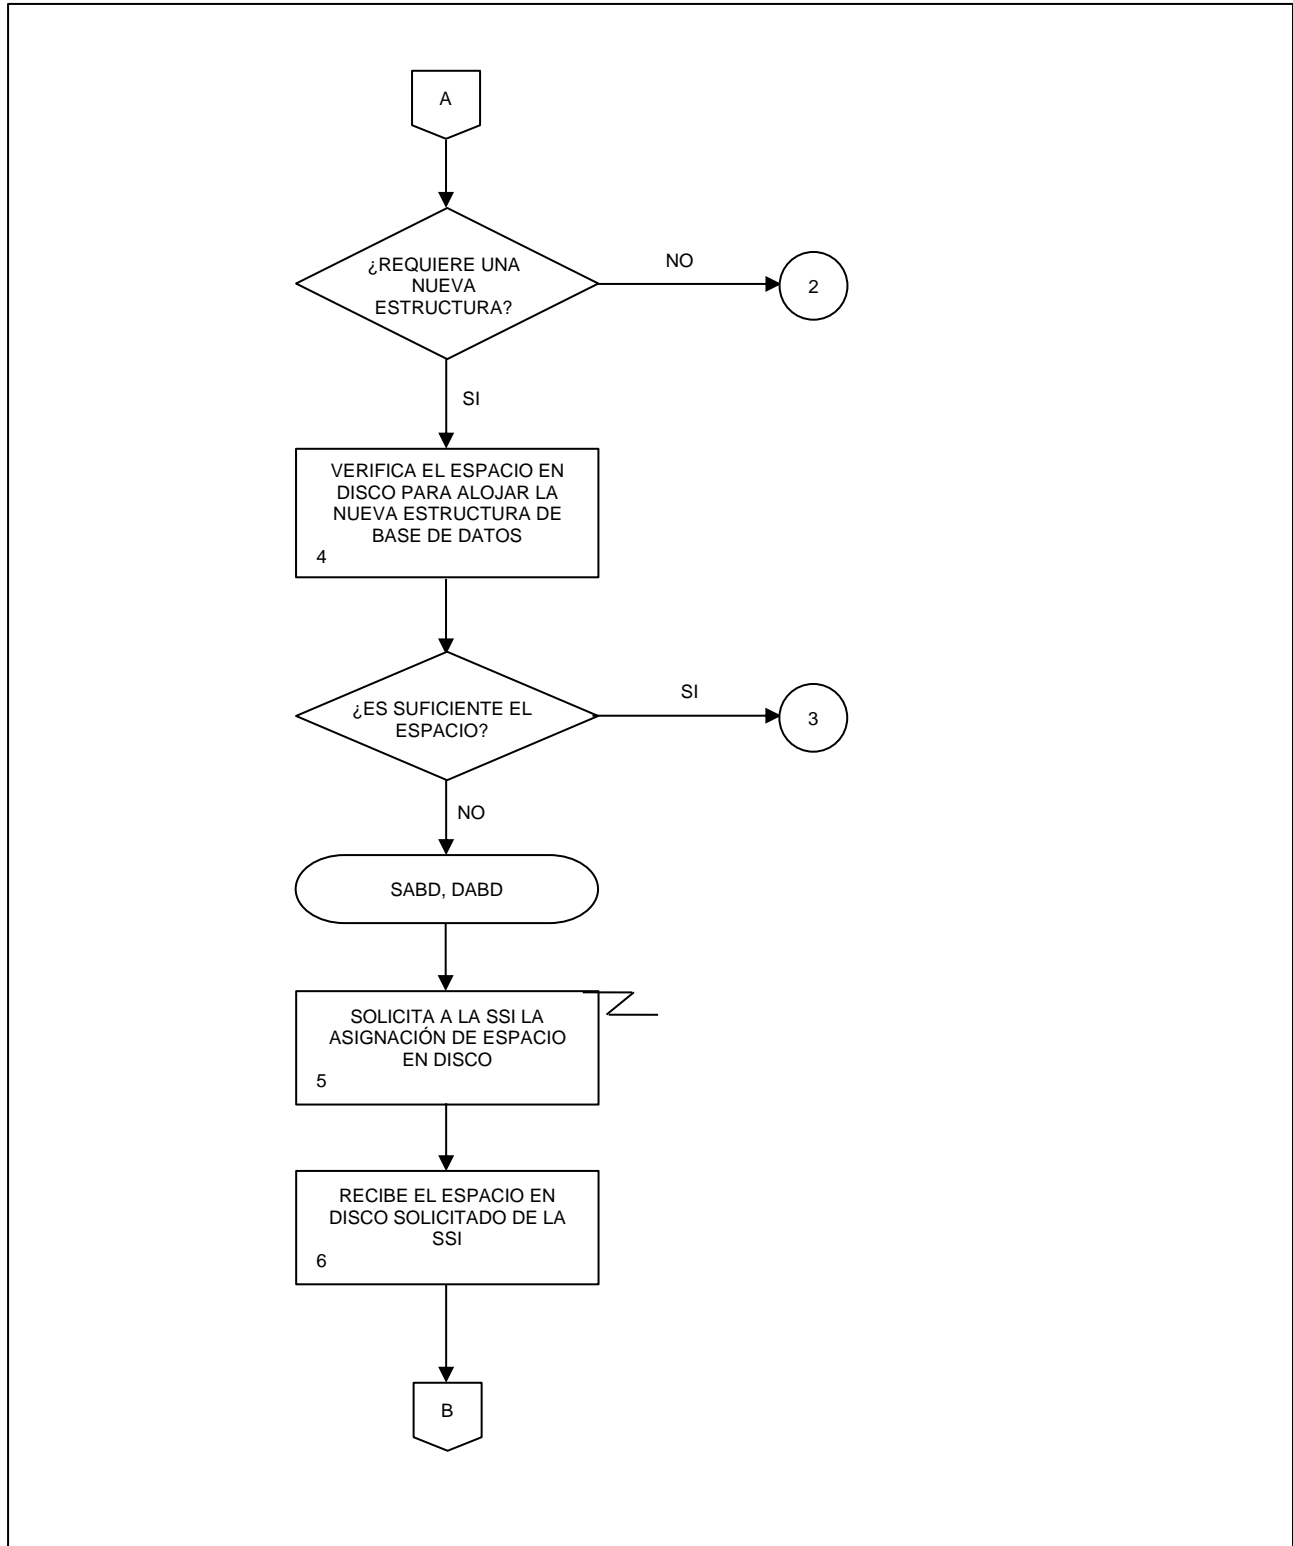 A
¿REQUIERE UNA
NUEVA
ESTRUCTURA?
NO
2
SI
VERIFICA EL ESPACIO EN
DISCO PARA ALOJAR LA
NUEVA ESTRUCTURA DE
BASE DE DATOS
4
¿ES SUFICIENTE EL
ESPACIO?
SI
3
NO
SABD, DABD
SOLICITA A LA SSI LA
ASIGNACIÓN DE ESPACIO
EN DISCO
5
RECIBE EL ESPACIO EN
DISCO SOLICITADO DE LA
SSI
6
B